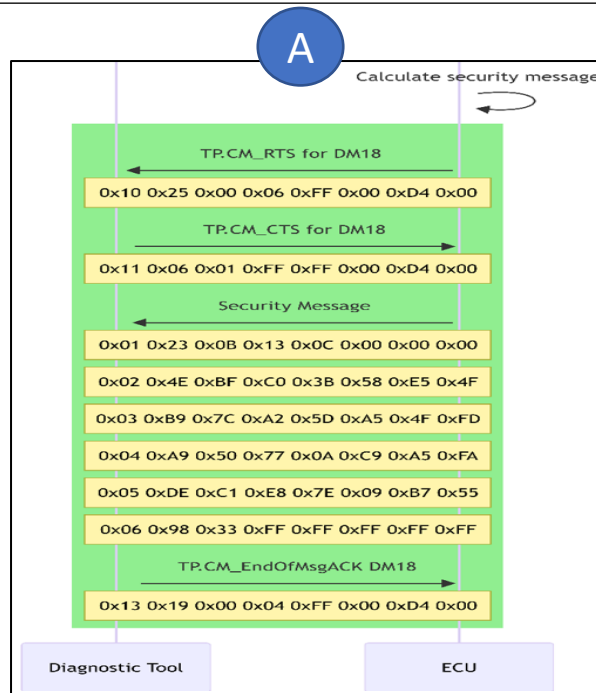 A
Calculate security message
TP.CM_RTS for DM18
0x10 0x25 0x00 0x06 0xFF 0x00 0xD4 0x00
TP.CM_CTS for DM18
0x11 0x06 0x01 0xFF 0xFF 0x00 0xD4 0x00
Security Message
0x01 0x23 0x0B 0x13 0x0C 0x00 0x00 0x00
0x02 0x4E 0xBF 0xC0 0x3B 0x58 0xE5 0x4F
0x03 0xB9 0x7C 0xA2 0x5D 0xA5 0x4F 0xFD
0x04 0xA9 0x50 0x77 0x0A 0xC9 0xA5 0xFA
0x05 0xDE 0xC1 0xE8 0x7E 0x09 0xB7 0x55
0x06 0x98 0x33 0xFF 0xFF 0xFF 0xFF 0xFF
TP.CM_EndOfMsgACK DM18
0x13 0x19 0x00 0x04 0xFF 0x00 0xD4 0x00
Diagnostic Tool
ECU